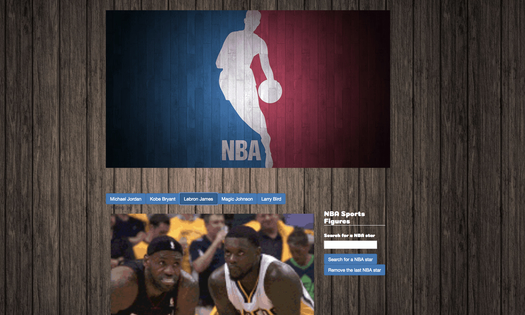 NBA
Michael Jordan Kobe Bryant Lebron James Magic Johnson Larry Bird
NBA Sports
Figures
Search for a NBA star
Search for a NBA star
Remove the last NBA star